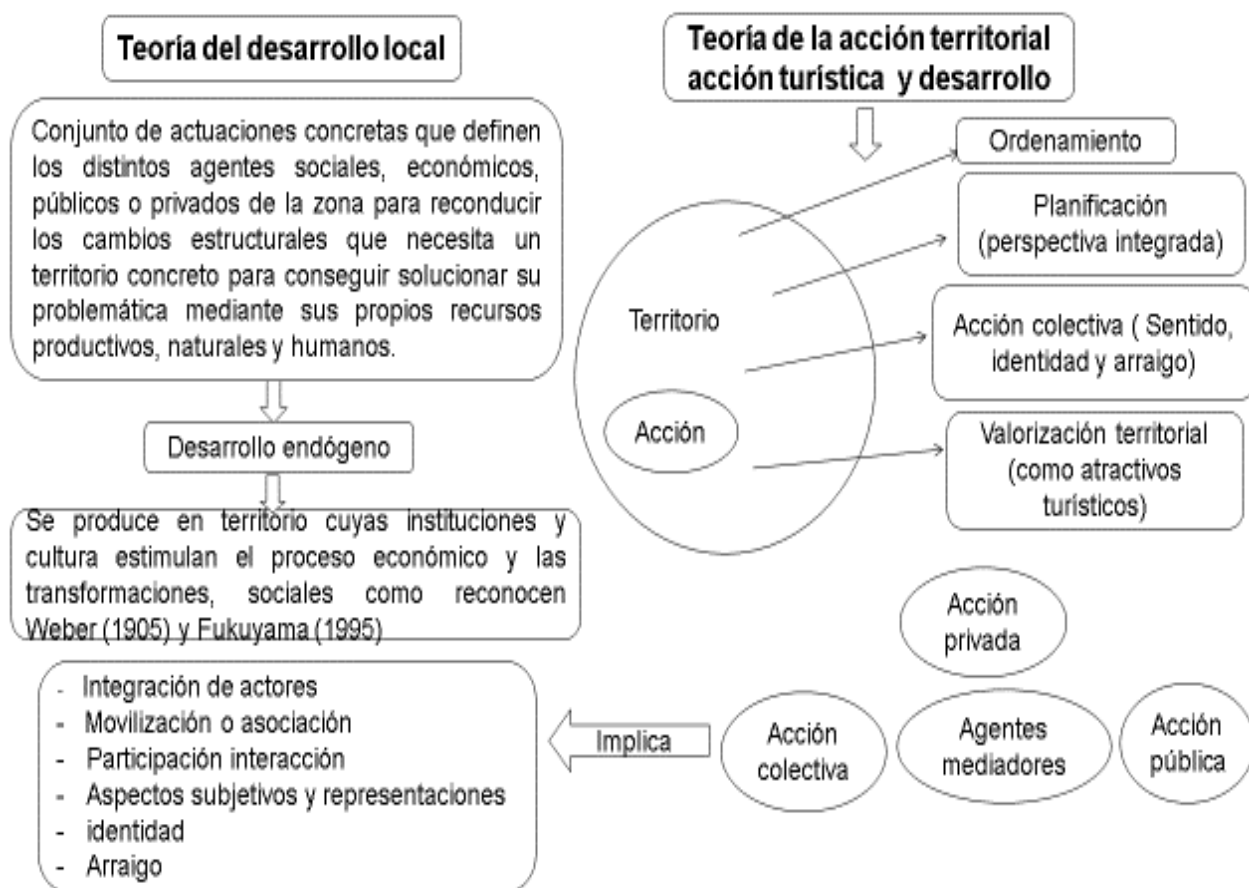 Teoría del desarrollo local
Conjunto de actuaciones concretas que definen
los distintos agentes sociales, económicos,
públicos o privados de la zona para reconducir
los cambios estructurales que necesita un
territorio concreto para conseguir solucionar su
problemática mediante sus propios recursos
productivos, naturales y humanos.
Desarrollo endógeno
Se produce en territorio cuyas instituciones y
cultura estimulan el proceso económico y las
transformaciones, sociales como reconocen
Weber (1905) y Fukuyama (1995)
- Integración de actores
- Movilización o asociación
- Participación interacción
- Aspectos subjetivos y representaciones
- identidad
- Arraigo
Teoría de la acción territorial
acción turística y desarrollo
Territorio
Acción
Ordenamiento
Planificación
(perspectiva integrada)
Acción colectiva ( Sentido,
identidad y arraigo)
Valorización territorial
(como atractivos
turísticos)
Acción
privada
Implica
Acción
colectiva
Agentes
mediadores
Acción
pública